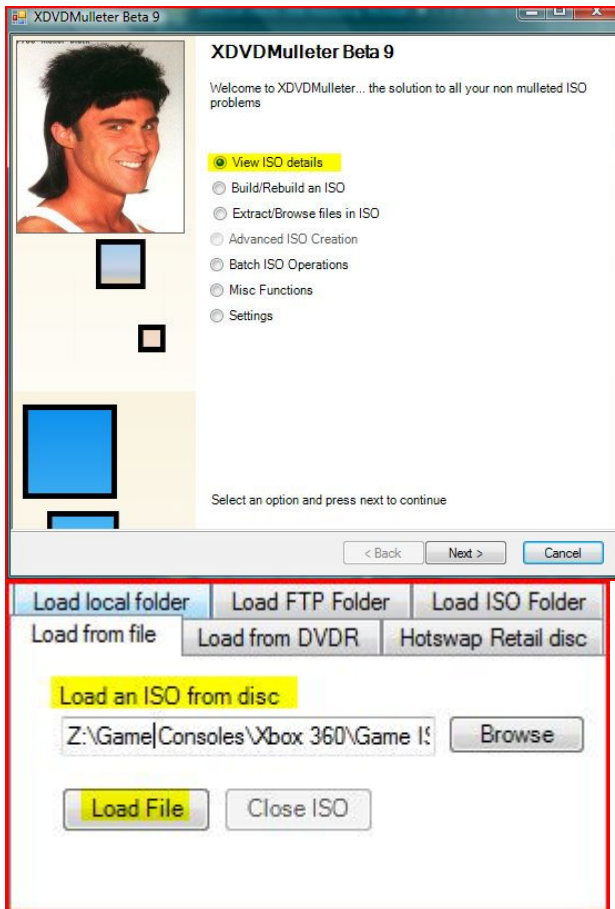 XDVDMulleter Beta 9
XDVDMulleter Beta 9
Welcome to XDVDMulleter... the solution to all your non mulleted ISO
problems
View ISO details
Build/Rebuild an ISO
Extract/Browse files in ISO
Advanced ISO Creation
Batch ISO Operations
Misc Functions
Settings
Select an option and press next to continue
< Back Next > Cancel
Load local folder Load FTP Folder Load ISO Folder
Load from file Load from DVDR Hotswap Retail disc
Load an ISO from disc
Z:\Game Consoles\Xbox 360\Game IS Browse
Load File Close ISO